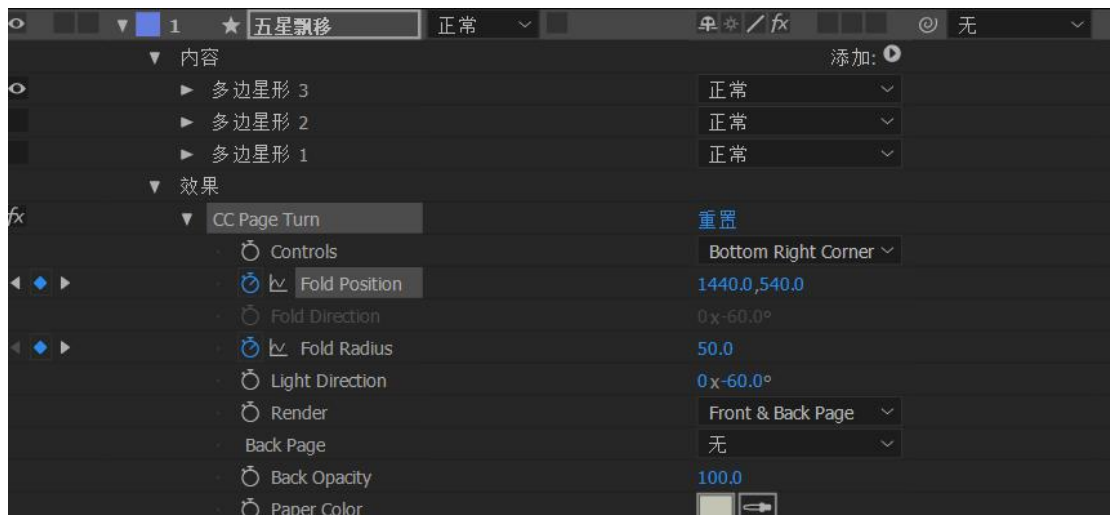 1 五星飘移 正常 fx 无
内容 添加:
多边星形 3 正常
多边星形 2 正常
多边星形 1 正常
效果
fx CC Page Turn 重置
Controls Bottom Right Corner
Fold Position 1440.0,540.0
Fold Direction 0x-60.0°
Fold Radius 50.0
Light Direction 0x-60.0°
Render Front & Back Page
Back Page 无
Back Opacity 100.0
Paper Color